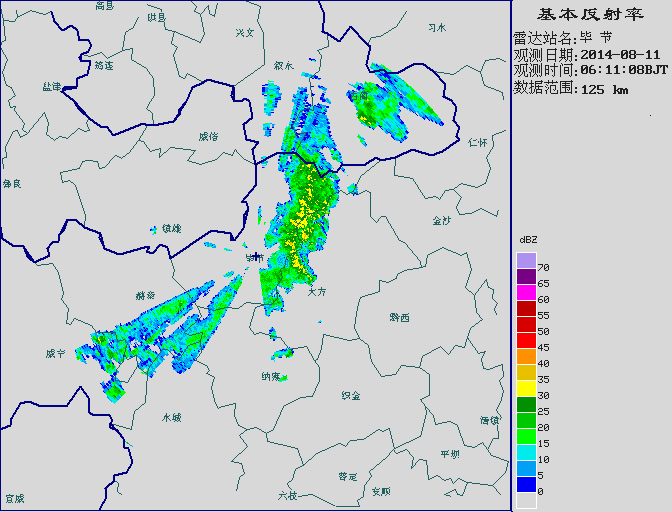 基本反射率
雷达站名:毕 节
观测日期:2014-08-11
观测时间:06:11:08BJT
数据范围:125 km
高县
珙县
兴文
习水
筠连
叙永
盐津
古蔺
威信
仁怀
彝良
镇雄
金沙
毕节
赫章
大方
黔西
威宁
纳雍
织金
水城
清镇
平坝
普定
六枝
安顺
宣威
dBZ
70
65
60
55
50
45
40
35
30
25
20
15
10
5
0